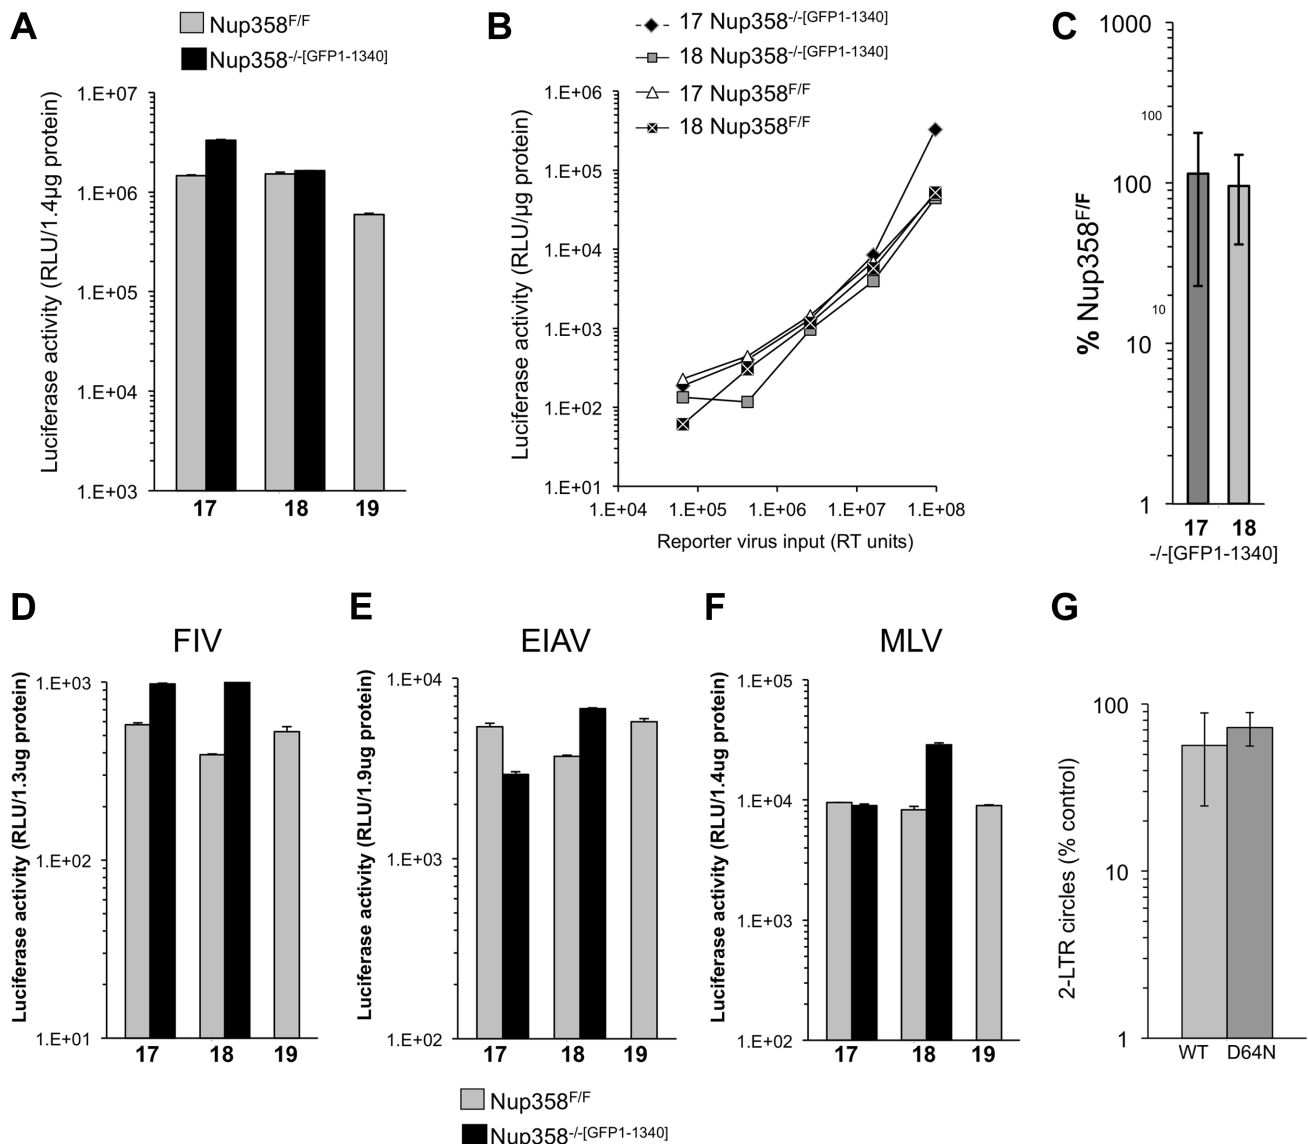 A
Nup358F/F
Nup358-/-[GFP1-1340]
Luciferase activity (RLU/1.4µg protein)
1.E+07
1.E+06
1.E+05
1.E+04
1.E+03
17 18 19
B
17 Nup358-/-[GFP1-1340]
18 Nup358-/-[GFP1-1340]
17 Nup358F/F
18 Nup358F/F
Luciferase activity (RLU/µg protein)
1.E+06
1.E+05
1.E+04
1.E+03
1.E+02
1.E+01
1.E+04 1.E+05 1.E+06 1.E+07 1.E+08
Reporter virus input (RT units)
C
% Nup358F/F
1000
100
100
10
10
1
17 18
-/-[GFP1-1340]
D
FIV
Luciferase activity (RLU/1.3ug protein)
1.E+03
1.E+02
1.E+01
17 18 19
E
EIAV
Luciferase activity (RLU/1.9ug protein)
1.E+04
1.E+03
1.E+02
17 18 19
Nup358F/F
Nup358-/-[GFP1-1340]
F
MLV
Luciferase activity (RLU/1.4ug protein)
1.E+05
1.E+04
1.E+03
1.E+02
17 18 19
G
2-LTR circles (% control)
100
10
1
WT D64N